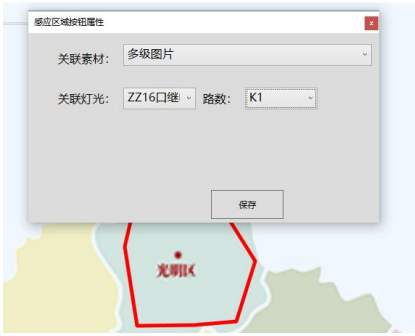 感应区域按钮属性
x
关联素材： 多级图片
关联灯光： ZZ16口继 路数： K1
保存
光明区